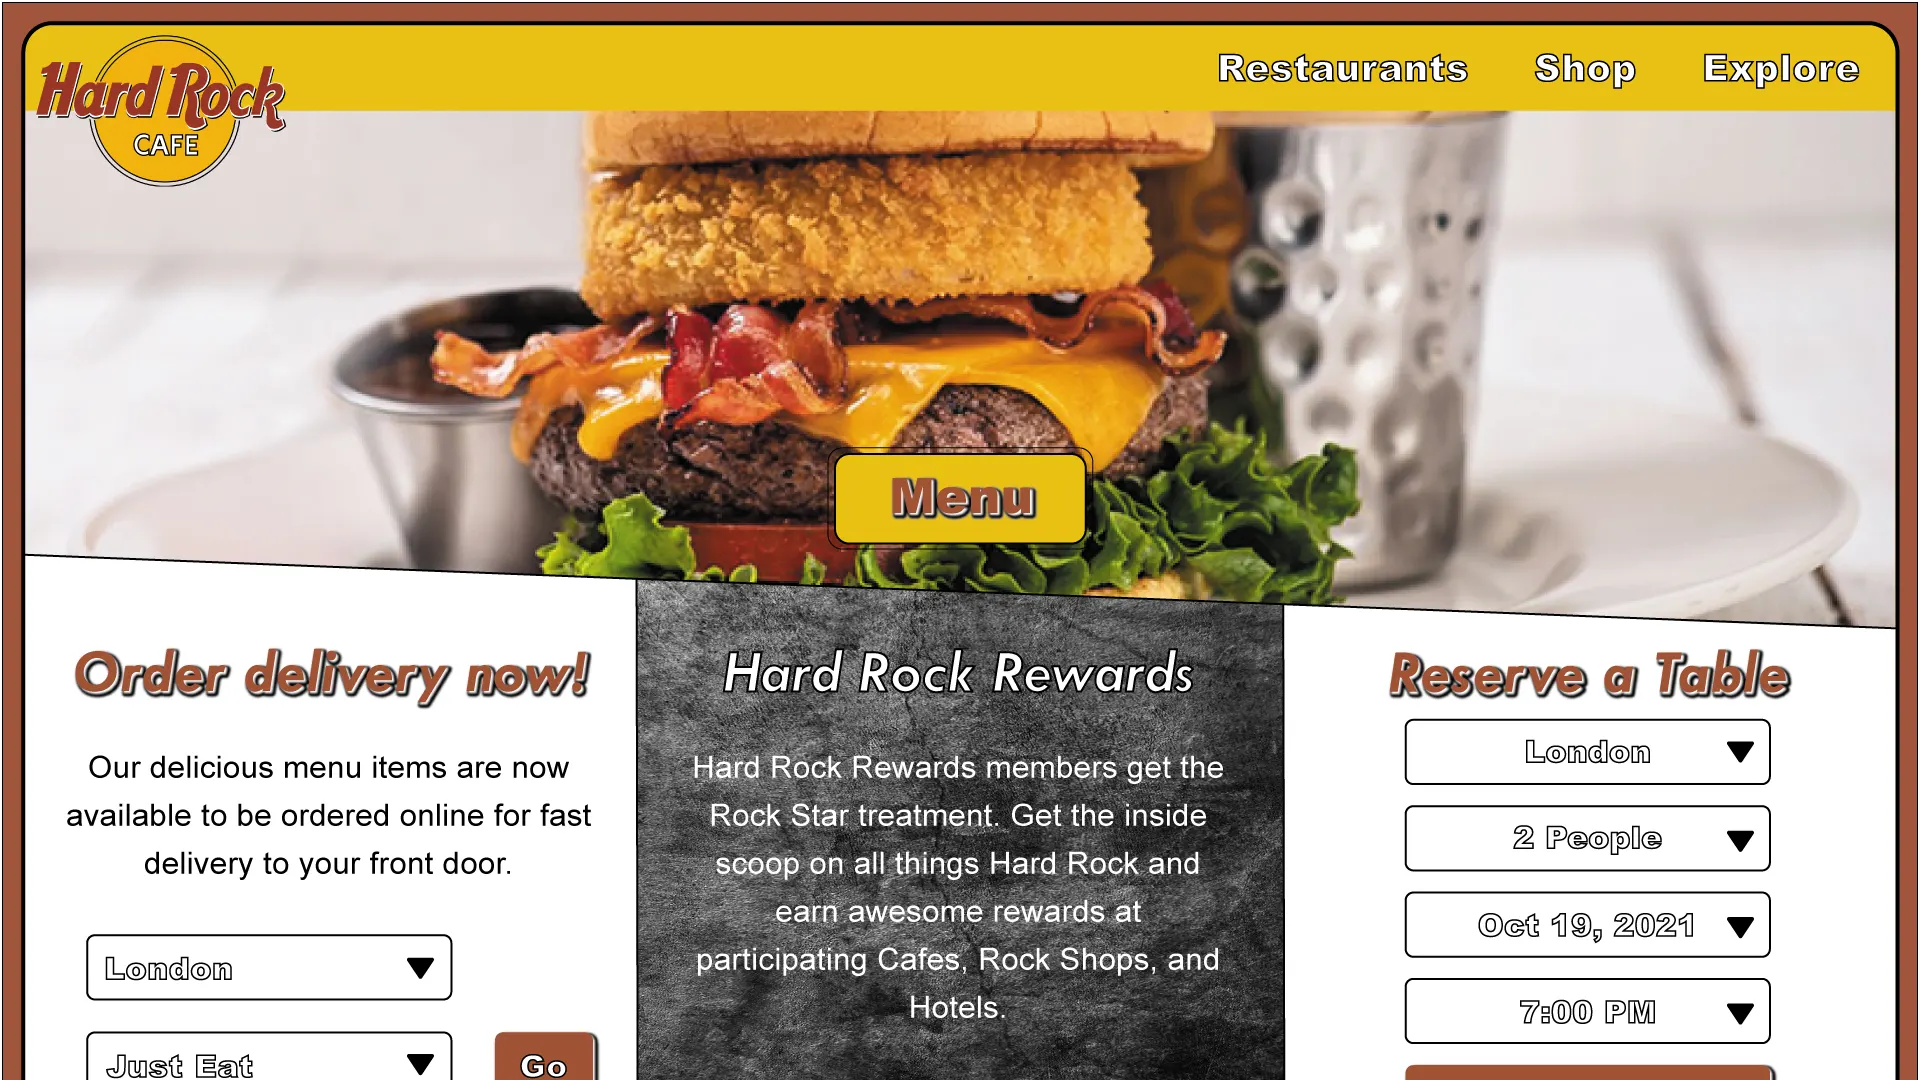 Hard Rock
CAFE
Restaurants
Shop
Explore
Menu
Order delivery now!
Our delicious menu items are now
available to be ordered online for fast
delivery to your front door.
London
Just Eat
Go
Hard Rock Rewards
Hard Rock Rewards members get the
Rock Star treatment. Get the inside
scoop on all things Hard Rock and
earn awesome rewards at
participating Cafes, Rock Shops, and
Hotels.
Reserve a Table
London
2 People
Oct 19, 2021
7:00 PM